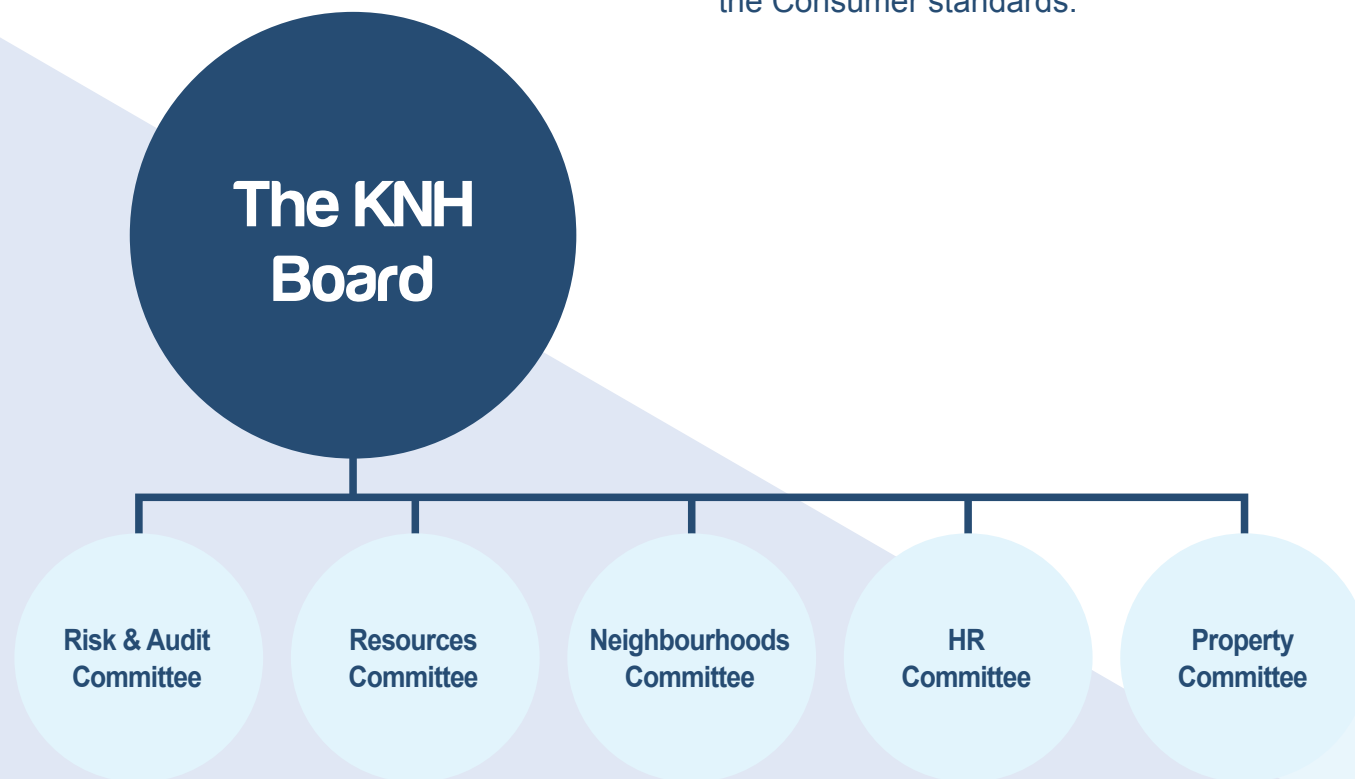 the Consumer standards.
The KNH
Board
Risk & Audit
Committee
Resources
Committee
Neighbourhoods
Committee
HR
Committee
Property
Committee